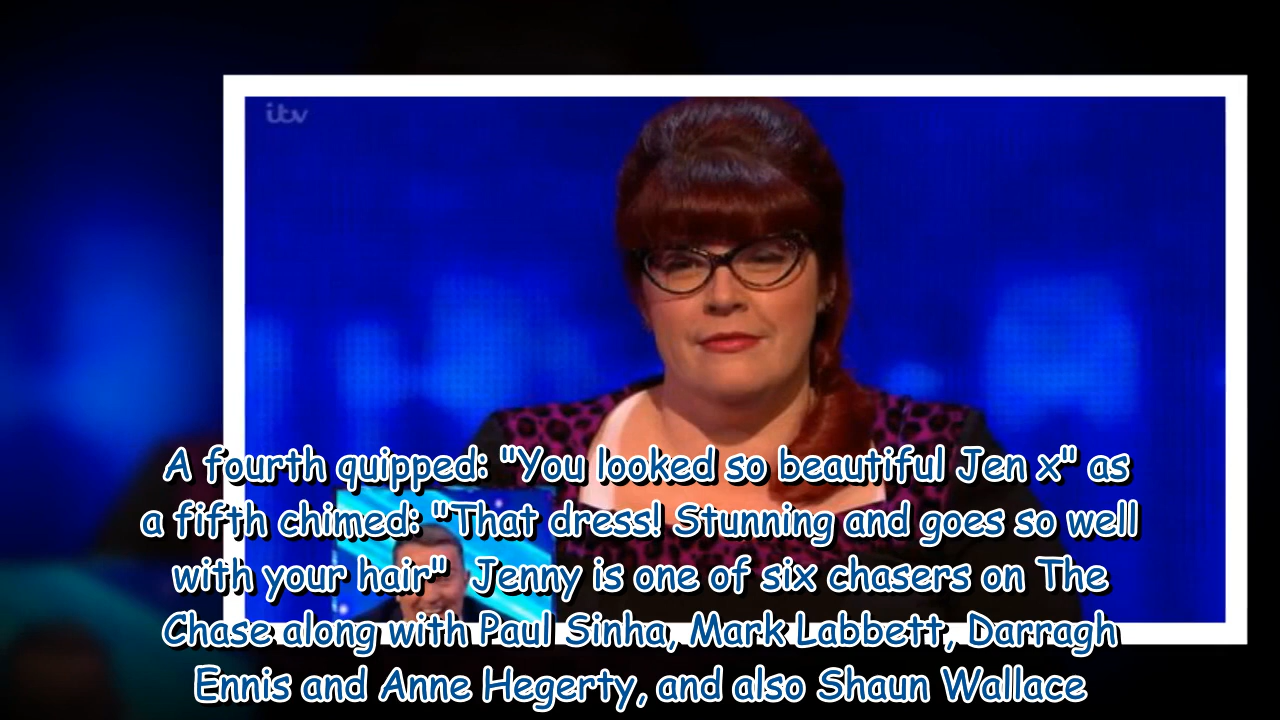 itv
A fourth quipped: "You looked so beautiful Jen x" as
a fifth chimed: "That dress! Stunning and goes so well
with your hair"  Jenny is one of six chasers on The
Chase along with Paul Sinha, Mark Labbett, Darragh
Ennis and Anne Hegerty, and also Shaun Wallace